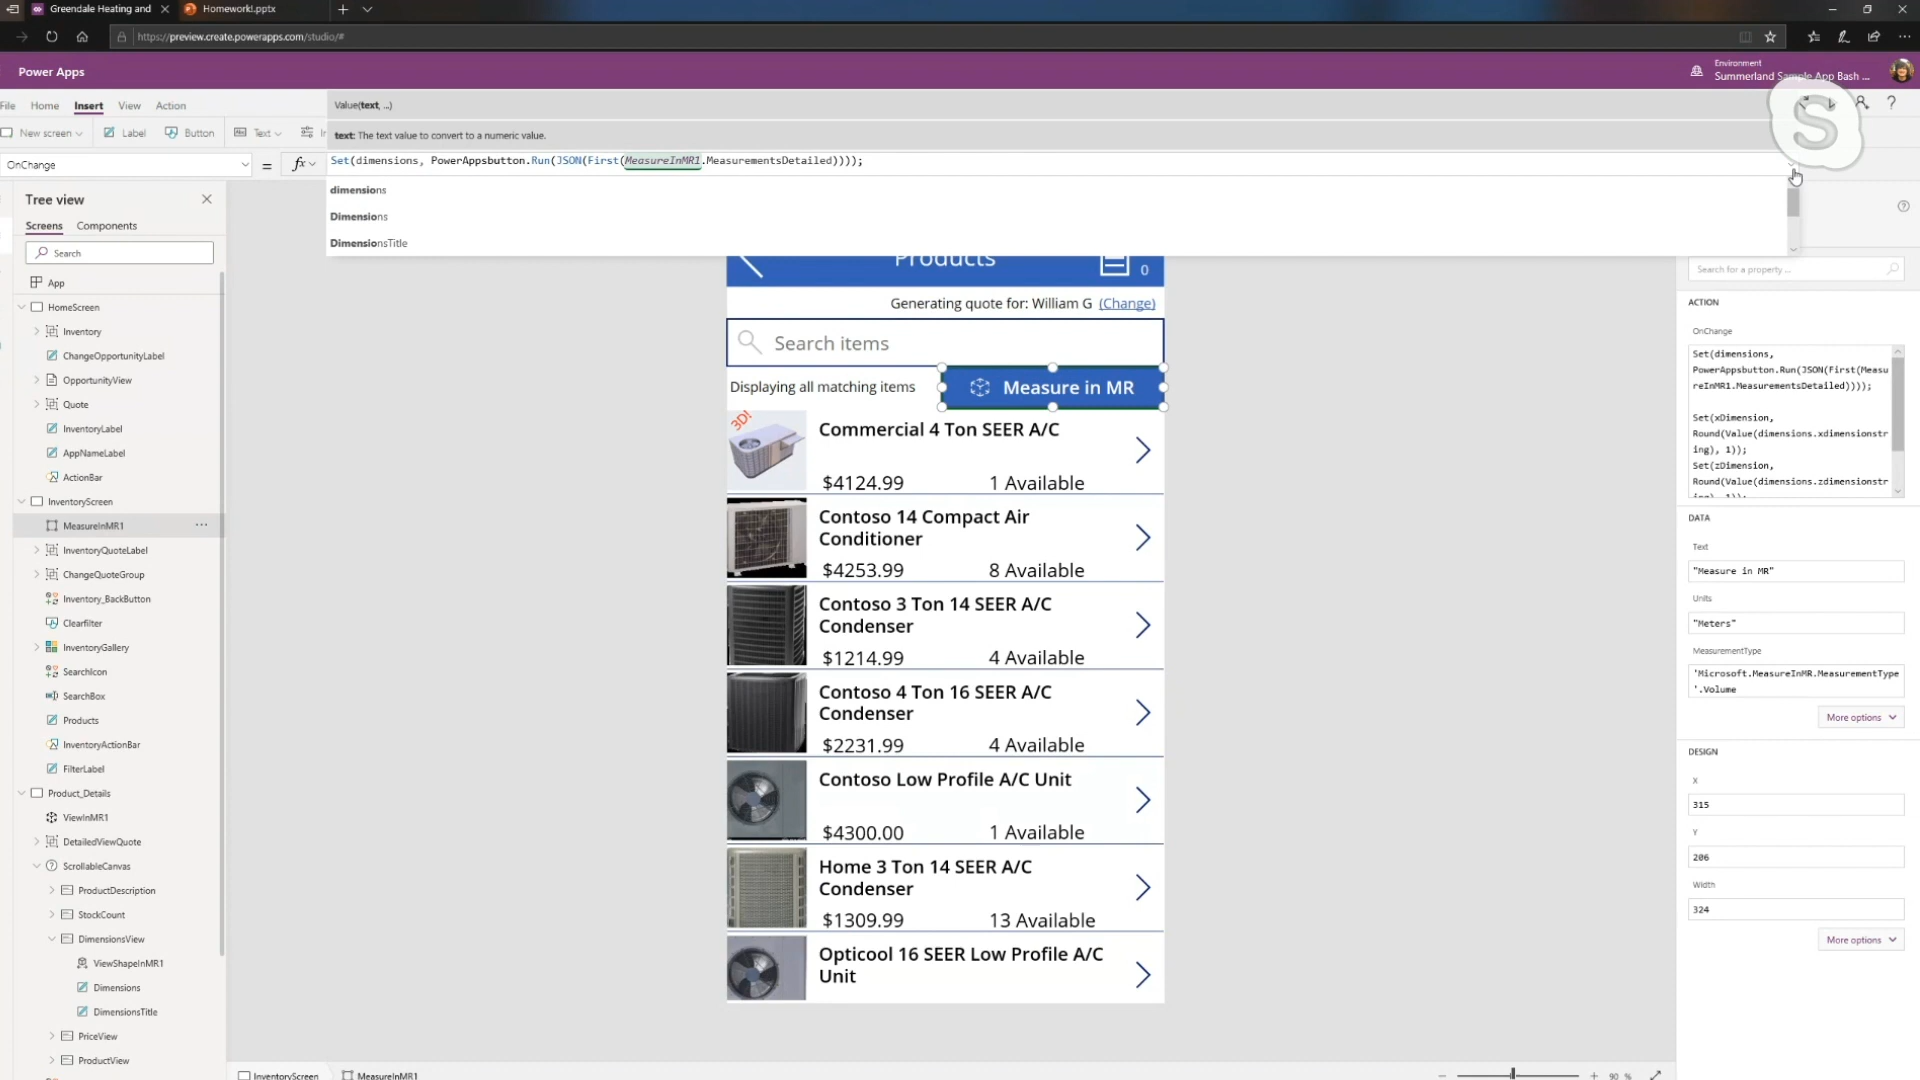 Greendale Heating and
Homework!.pptx
https://preview.create.powerapps.com/studio/#
Power Apps
Environment
Summerland Sample App Bash ...
File Home Insert View Action
Value(text, ...)
New screen Label Button Text
text: The text value to convert to a numeric value.
OnChange = fx Set(dimensions, PowerAppsbutton.Run(JSON(First(MeasureInMR1.MeasurementsDetailed))));
dimensions
Dimensions
DimensionsTitle
Tree view
Screens Components
Search
App
HomeScreen
Inventory
ChangeOpportunityLabel
OpportunityView
Quote
InventoryLabel
AppNameLabel
ActionBar
InventoryScreen
MeasureInMR1 ...
InventoryQuoteLabel
ChangeQuoteGroup
Inventory_BackButton
Clearfilter
InventoryGallery
SearchIcon
SearchBox
Products
InventoryActionBar
FilterLabel
Product_Details
ViewInMR1
DetailedViewQuote
ScrollableCanvas
ProductDescription
StockCount
DimensionsView
ViewShapeInMR1
Dimensions
DimensionsTitle
PriceView
ProductView
Products 0
Generating quote for: William G (Change)
Search items
Displaying all matching items
Measure in MR
3D!
Commercial 4 Ton SEER A/C
$4124.99 1 Available
Contoso 14 Compact Air
Conditioner
$4253.99 8 Available
Contoso 3 Ton 14 SEER A/C
Condenser
$1214.99 4 Available
Contoso 4 Ton 16 SEER A/C
Condenser
$2231.99 4 Available
Contoso Low Profile A/C Unit
$4300.00 1 Available
Home 3 Ton 14 SEER A/C
Condenser
$1309.99 13 Available
Opticool 16 SEER Low Profile A/C
Unit
Search for a property ...
ACTION
OnChange
Set(dimensions,
PowerAppsbutton.Run(JSON(First(Measu
reInMR1.MeasurementsDetailed))));
Set(xDimension,
Round(Value(dimensions.xdimensionstr
ing), 1));
Set(zDimension,
Round(Value(dimensions.zdimensionstr
ing), 1));
DATA
Text
"Measure in MR"
Units
"Meters"
MeasurementType
'Microsoft.MeasureInMR.MeasurementType
'.Volume
More options
DESIGN
X
315
Y
206
Width
324
More options
InventoryScreen MeasureInMR1
90 %